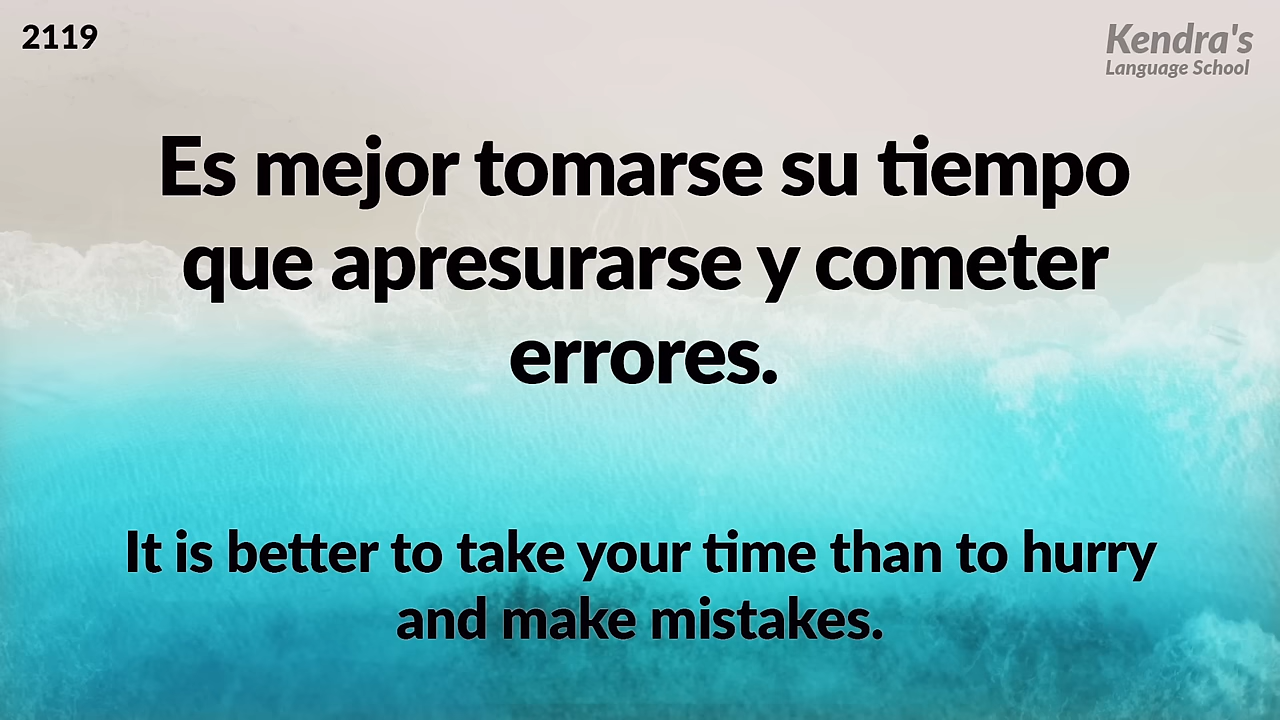 2119
Kendra's
Language School
Es mejor tomarse su tiempo
que apresurarse y cometer
errores.
It is better to take your time than to hurry
and make mistakes.